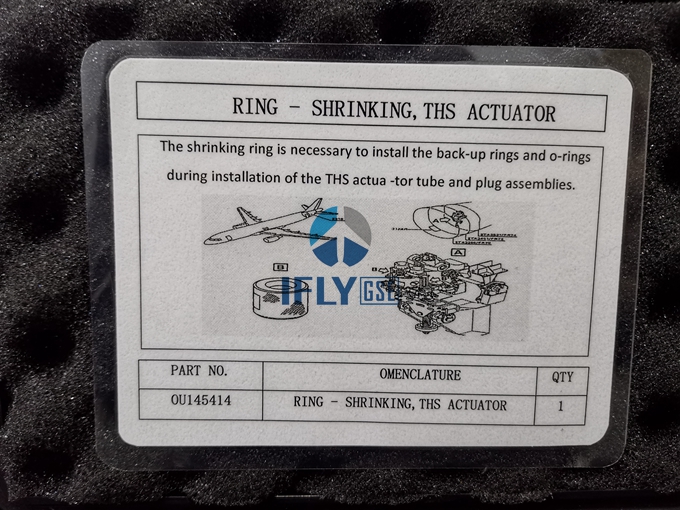 RING - SHRINKING, THS ACTUATOR
The shrinking ring is necessary to install the back-up rings and o-rings
during installation of the THS actua -tor tube and plug assemblies.
A
B
B
IFLY GSE
PART NO.
OMENCLATURE
QTY
OU145414
RING - SHRINKING, THS ACTUATOR
1